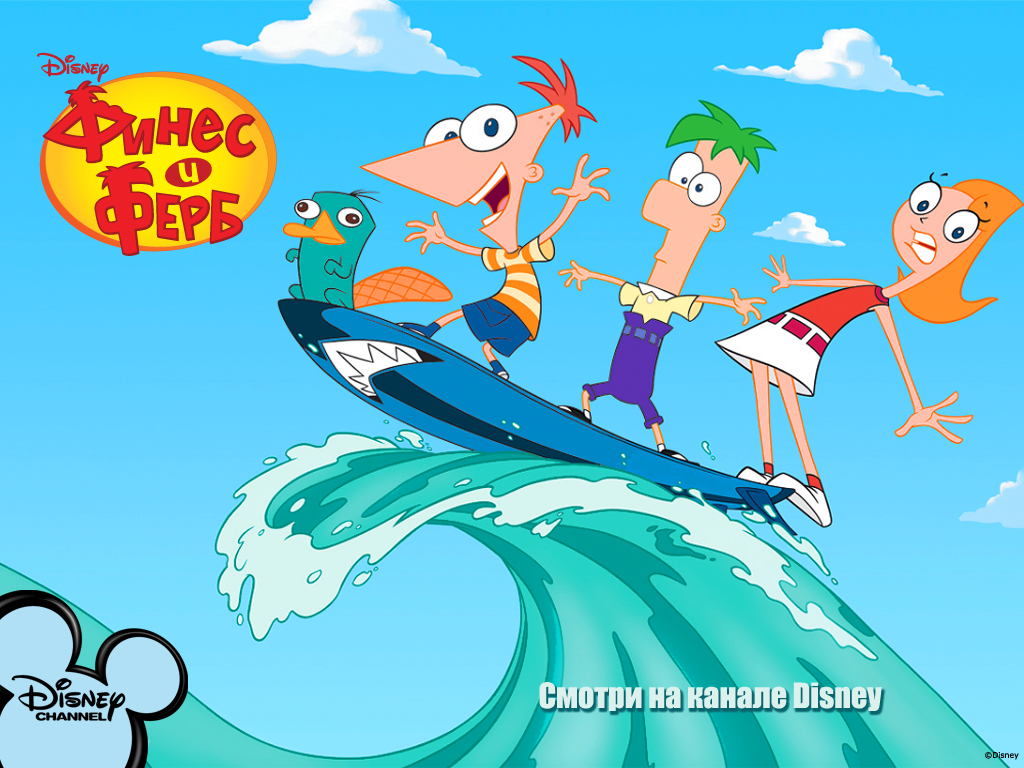 Disney
Финес
и
Ферб
Disney
CHANNEL
Смотри на канале Disney
©Disney